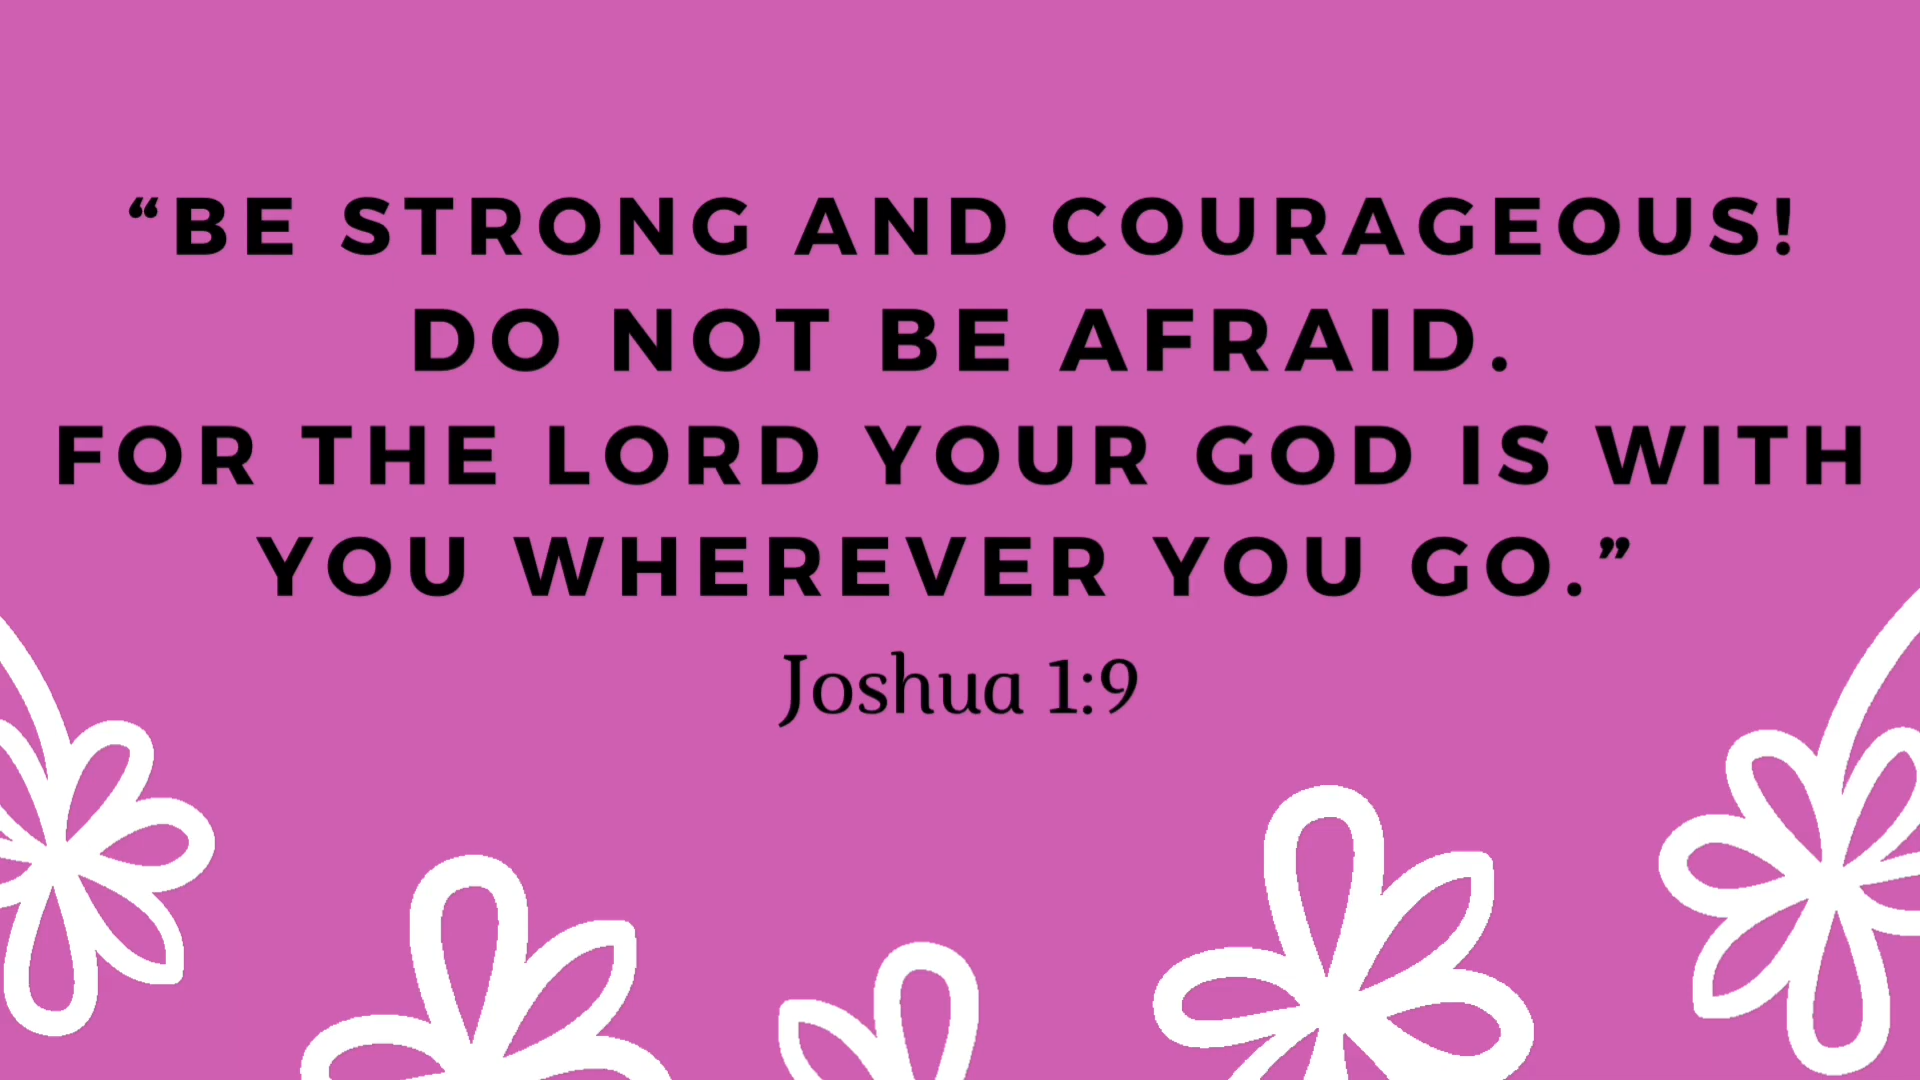 “BE STRONG AND COURAGEOUS!
DO NOT BE AFRAID.
FOR THE LORD YOUR GOD IS WITH
YOU WHEREVER YOU GO.”
Joshua 1:9